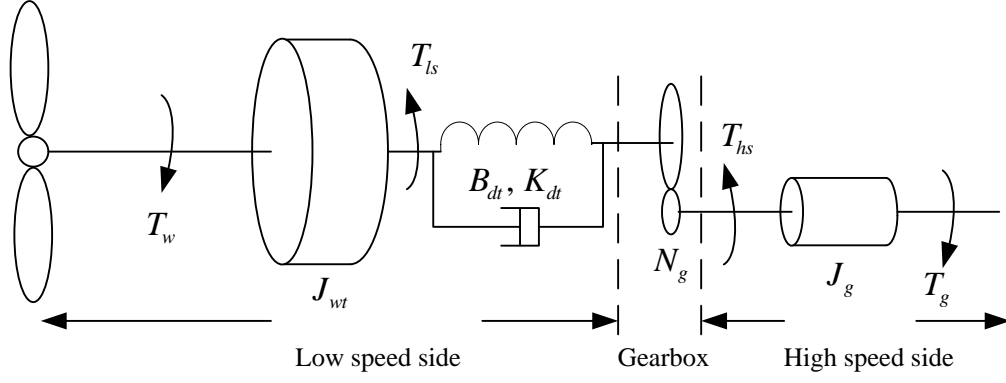 T_ls
T_hs
B_dt, K_dt
T_w
N_g
J_wt
J_g
T_g
Low speed side
Gearbox
High speed side